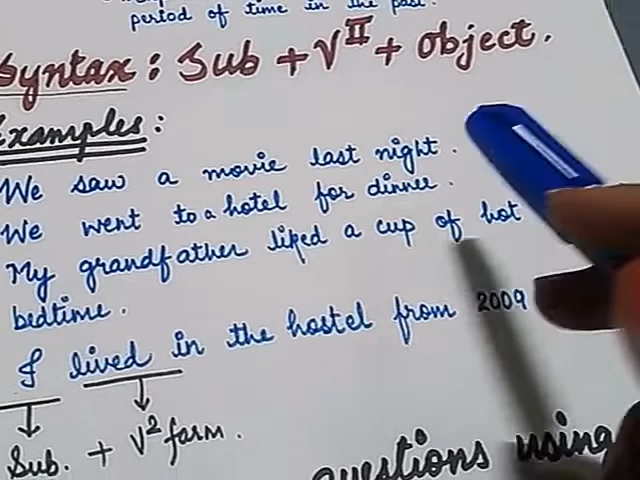 period of time in the past.
Syntax : Sub + V II + Object.
Examples:
We saw a movie last night.
We went to a hotel for dinner.
My grandfather liked a cup of hot
bedtime.
I lived in the hostel from 2009
Sub. + V2 farm.
questions using